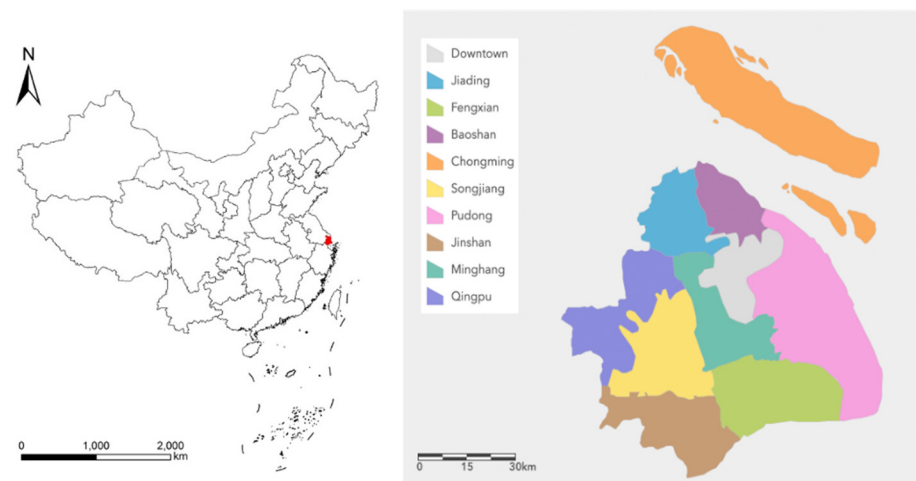 N
0 1,000 2,000
km
Downtown
Jiading
Fengxian
Baoshan
Chongming
Songjiang
Pudong
Jinshan
Minghang
Qingpu
0 15 30km